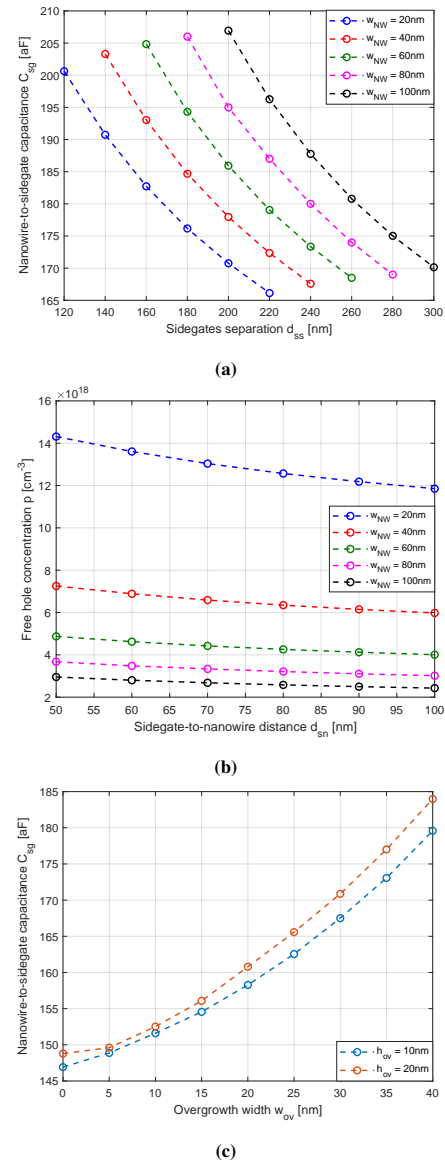 210
205
200
195
190
185
180
175
170
165
120 140 160 180 200 220 240 260 280 300
Nanowire-to-sidegate capacitance C_sg [aF]
Sidegates separation d_ss [nm]
w_NW = 20nm
w_NW = 40nm
w_NW = 60nm
w_NW = 80nm
w_NW = 100nm
(a)
×10^18
16
14
12
10
8
6
4
2
50 55 60 65 70 75 80 85 90 95 100
Free hole concentration p [cm^-3]
Sidegate-to-nanowire distance d_sn [nm]
w_NW = 20nm
w_NW = 40nm
w_NW = 60nm
w_NW = 80nm
w_NW = 100nm
(b)
185
180
175
170
165
160
155
150
145
0 5 10 15 20 25 30 35 40
Nanowire-to-sidegate capacitance C_sg [aF]
Overgrowth width w_ov [nm]
h_ov = 10nm
h_ov = 20nm
(c)